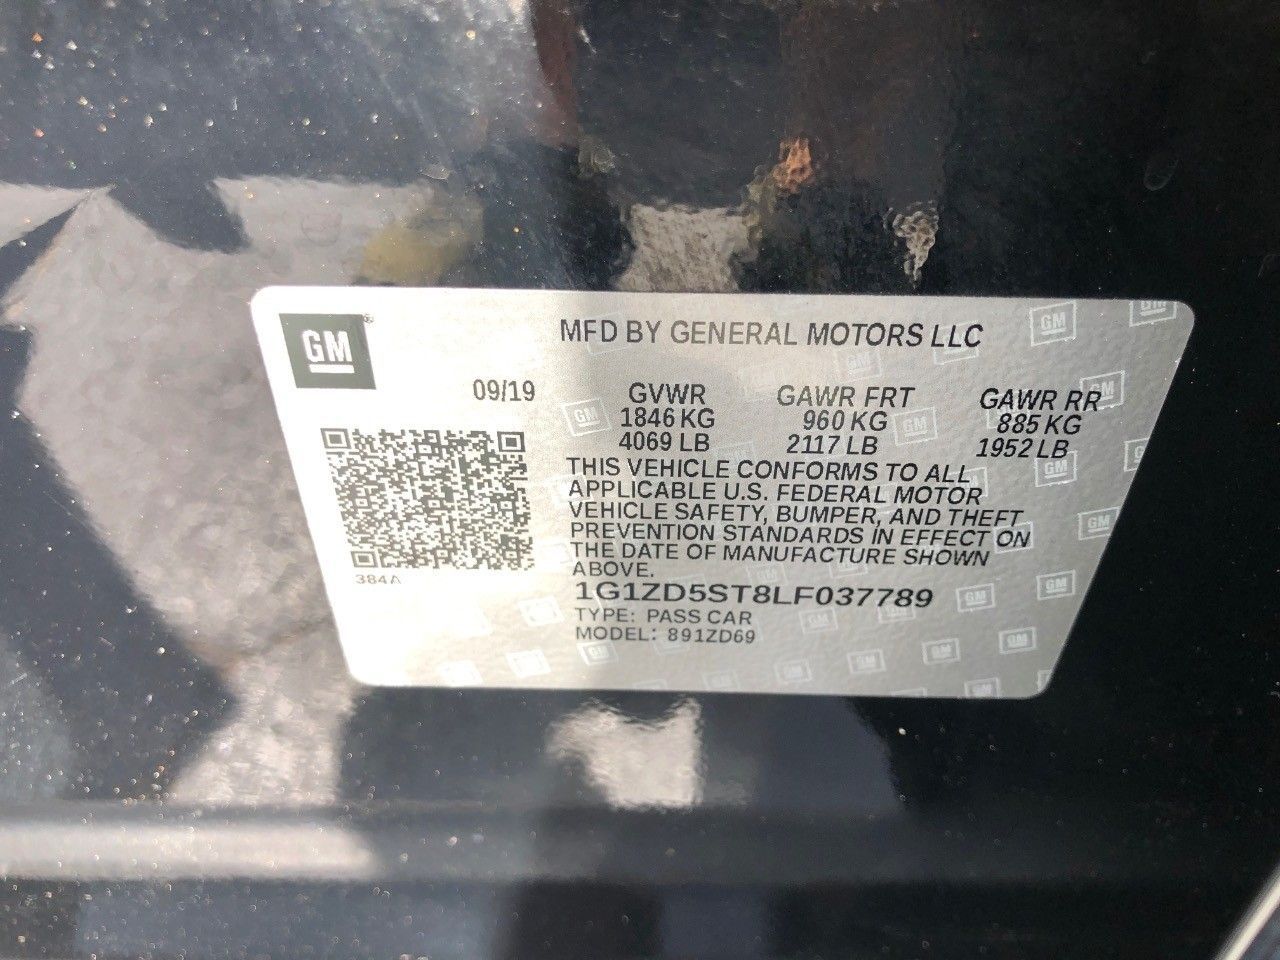 GM
MFD BY GENERAL MOTORS LLC
09/19 GVWR GAWR FRT GAWR RR
1846 KG 960 KG 885 KG
4069 LB 2117 LB 1952 LB
THIS VEHICLE CONFORMS TO ALL
APPLICABLE U.S. FEDERAL MOTOR
VEHICLE SAFETY, BUMPER, AND THEFT
PREVENTION STANDARDS IN EFFECT ON
THE DATE OF MANUFACTURE SHOWN
ABOVE.
384A
1G1ZD5ST8LF037789
TYPE: PASS CAR
MODEL: 891ZD69